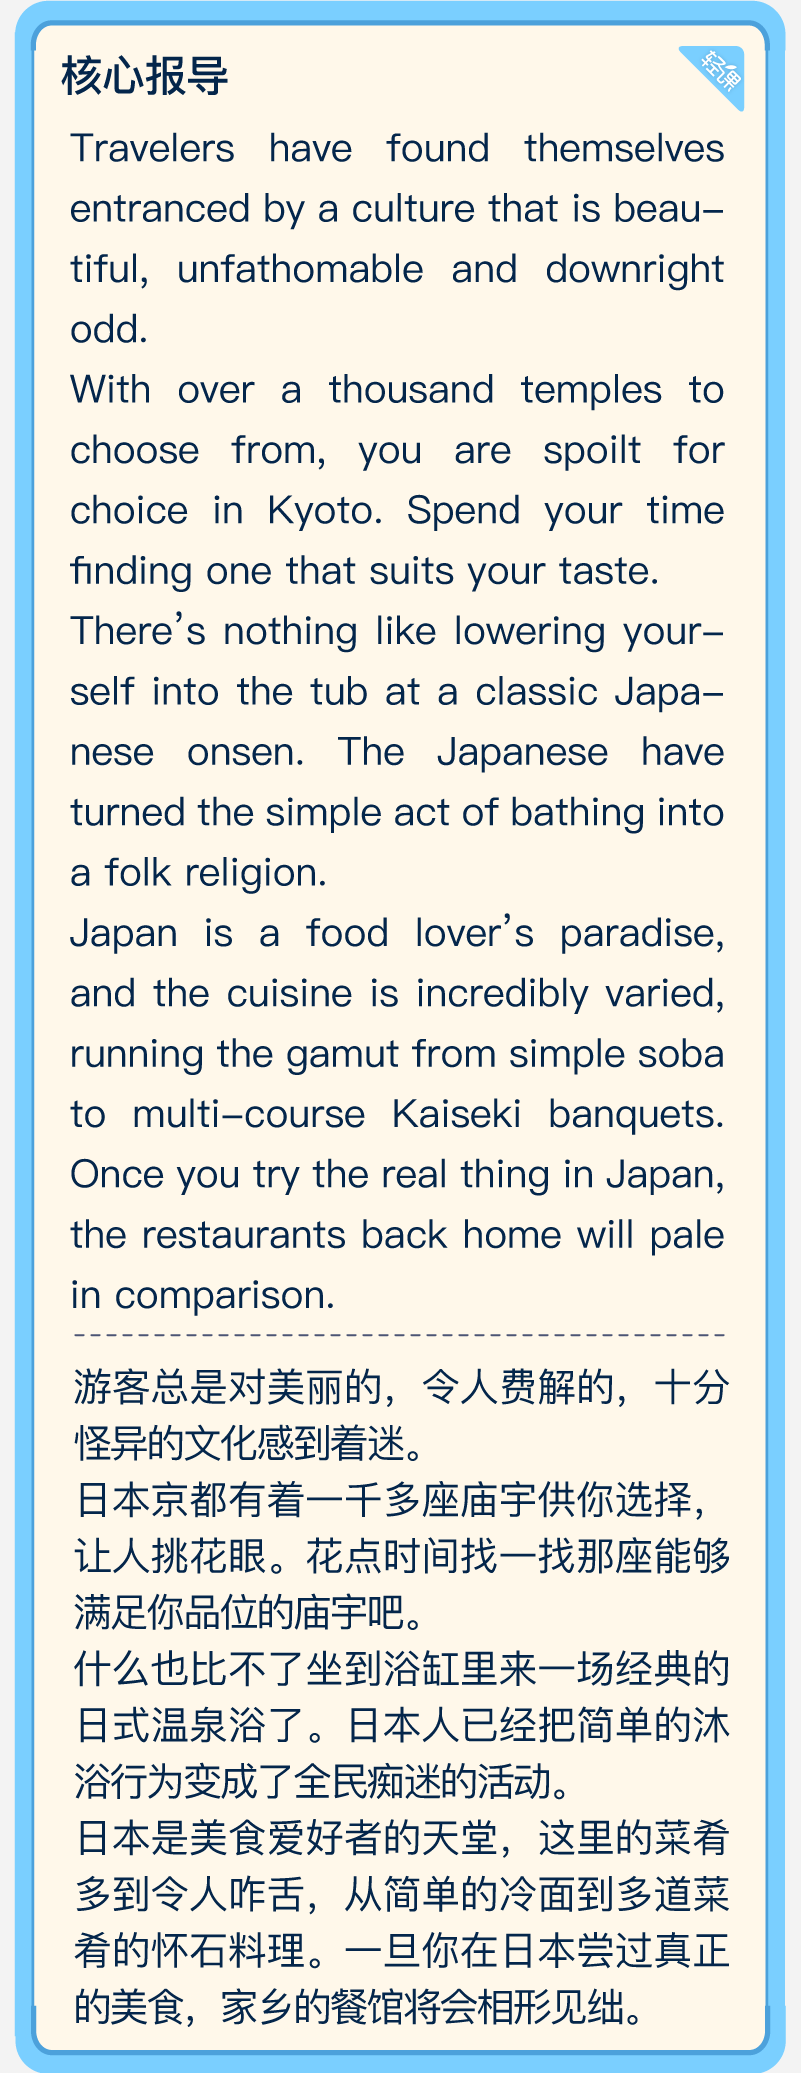 核心报导
轻课
Travelers have found themselves
entranced by a culture that is beau-
tiful, unfathomable and downright
odd.
With over a thousand temples to
choose from, you are spoilt for
choice in Kyoto. Spend your time
finding one that suits your taste.
There's nothing like lowering your-
self into the tub at a classic Japa-
nese onsen. The Japanese have
turned the simple act of bathing into
a folk religion.
Japan is a food lover's paradise,
and the cuisine is incredibly varied,
running the gamut from simple soba
to multi-course Kaiseki banquets.
Once you try the real thing in Japan,
the restaurants back home will pale
in comparison.
游客总是对美丽的，令人费解的，十分
怪异的文化感到着迷。
日本京都有着一千多座庙宇供你选择，
让人挑花眼。花点时间找一找那座能够
满足你品位的庙宇吧。
什么也比不了坐到浴缸里来一场经典的
日式温泉浴了。日本人已经把简单的沐
浴行为变成了全民痴迷的活动。
日本是美食爱好者的天堂，这里的菜肴
多到令人咋舌，从简单的冷面到多道菜
肴的怀石料理。一旦你在日本尝过真正
的美食，家乡的餐馆将会相形见绌。